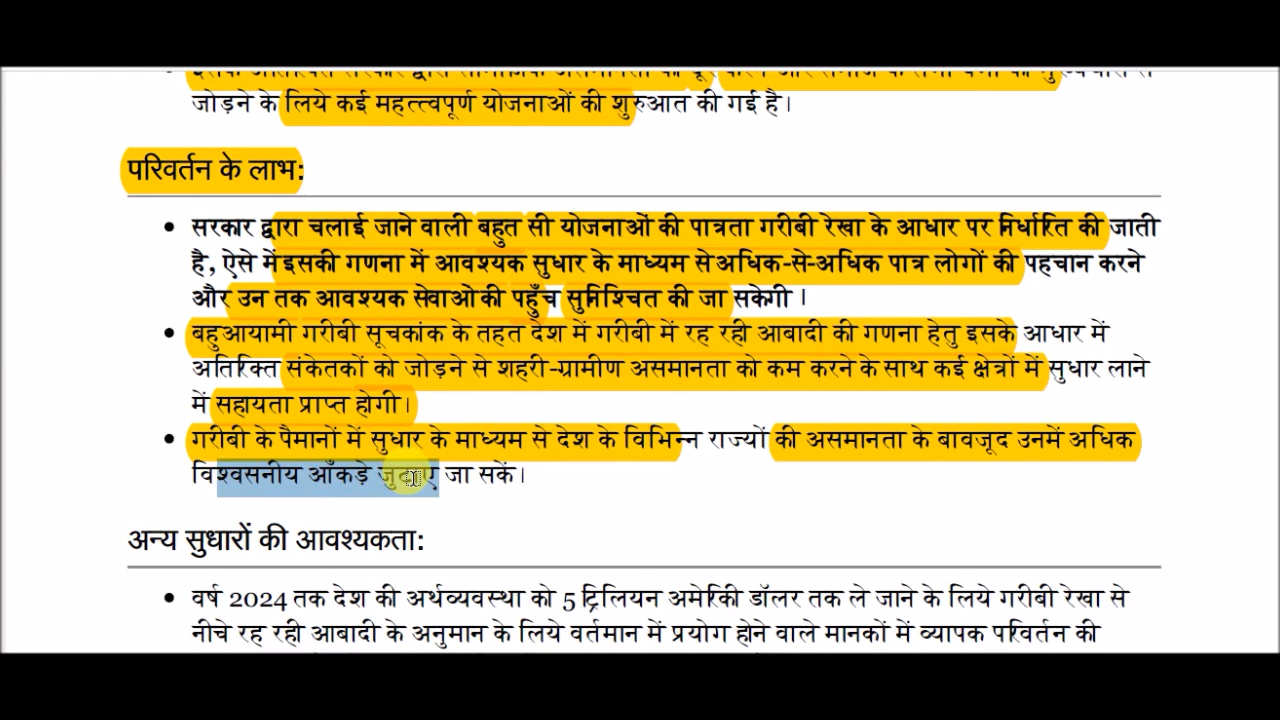 जोड़ने के लिये कई महत्त्वपूर्ण योजनाओं की शुरुआत की गई है।
परिवर्तन के लाभ:
सरकार द्वारा चलाई जाने वाली बहुत सी योजनाओं की पात्रता गरीबी रेखा के आधार पर निर्धारित की जाती
है, ऐसे में इसकी गणना में आवश्यक सुधार के माध्यम से अधिक-से-अधिक पात्र लोगों की पहचान करने
और उन तक आवश्यक सेवाओ की पहुँच सुनिश्चित की जा सकेगी ।
बहुआयामी गरीबी सूचकांक के तहत देश में गरीबी में रह रही आबादी की गणना हेतु इसके आधार में
अतिरिक्त संकेतकों को जोड़ने से शहरी-ग्रामीण असमानता को कम करने के साथ कई क्षेत्रों में सुधार लाने
में सहायता प्राप्त होगी।
गरीबी के पैमानों में सुधार के माध्यम से देश के विभिन्न राज्यों की असमानता के बावजूद उनमें अधिक
विश्वसनीय आँकड़े जुटाए जा सकें।
अन्य सुधारों की आवश्यकता:
वर्ष 2024 तक देश की अर्थव्यवस्था को 5 ट्रिलियन अमेरिकी डॉलर तक ले जाने के लिये गरीबी रेखा से
नीचे रह रही आबादी के अनुमान के लिये वर्तमान में प्रयोग होने वाले मानकों में व्यापक परिवर्तन की